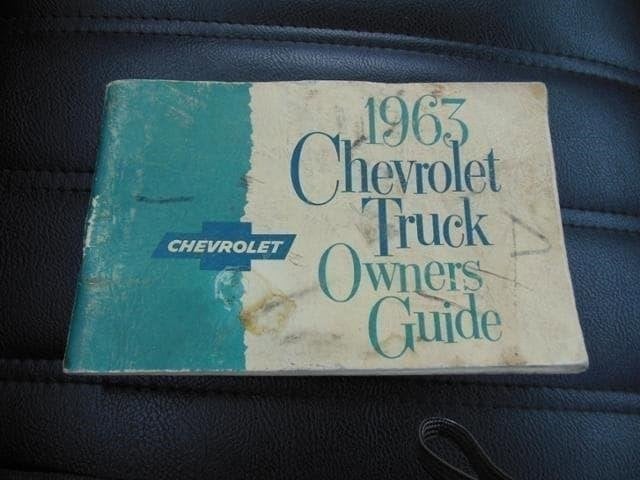 CHEVROLET
1963
Chevrolet
Truck
Owners
Guide